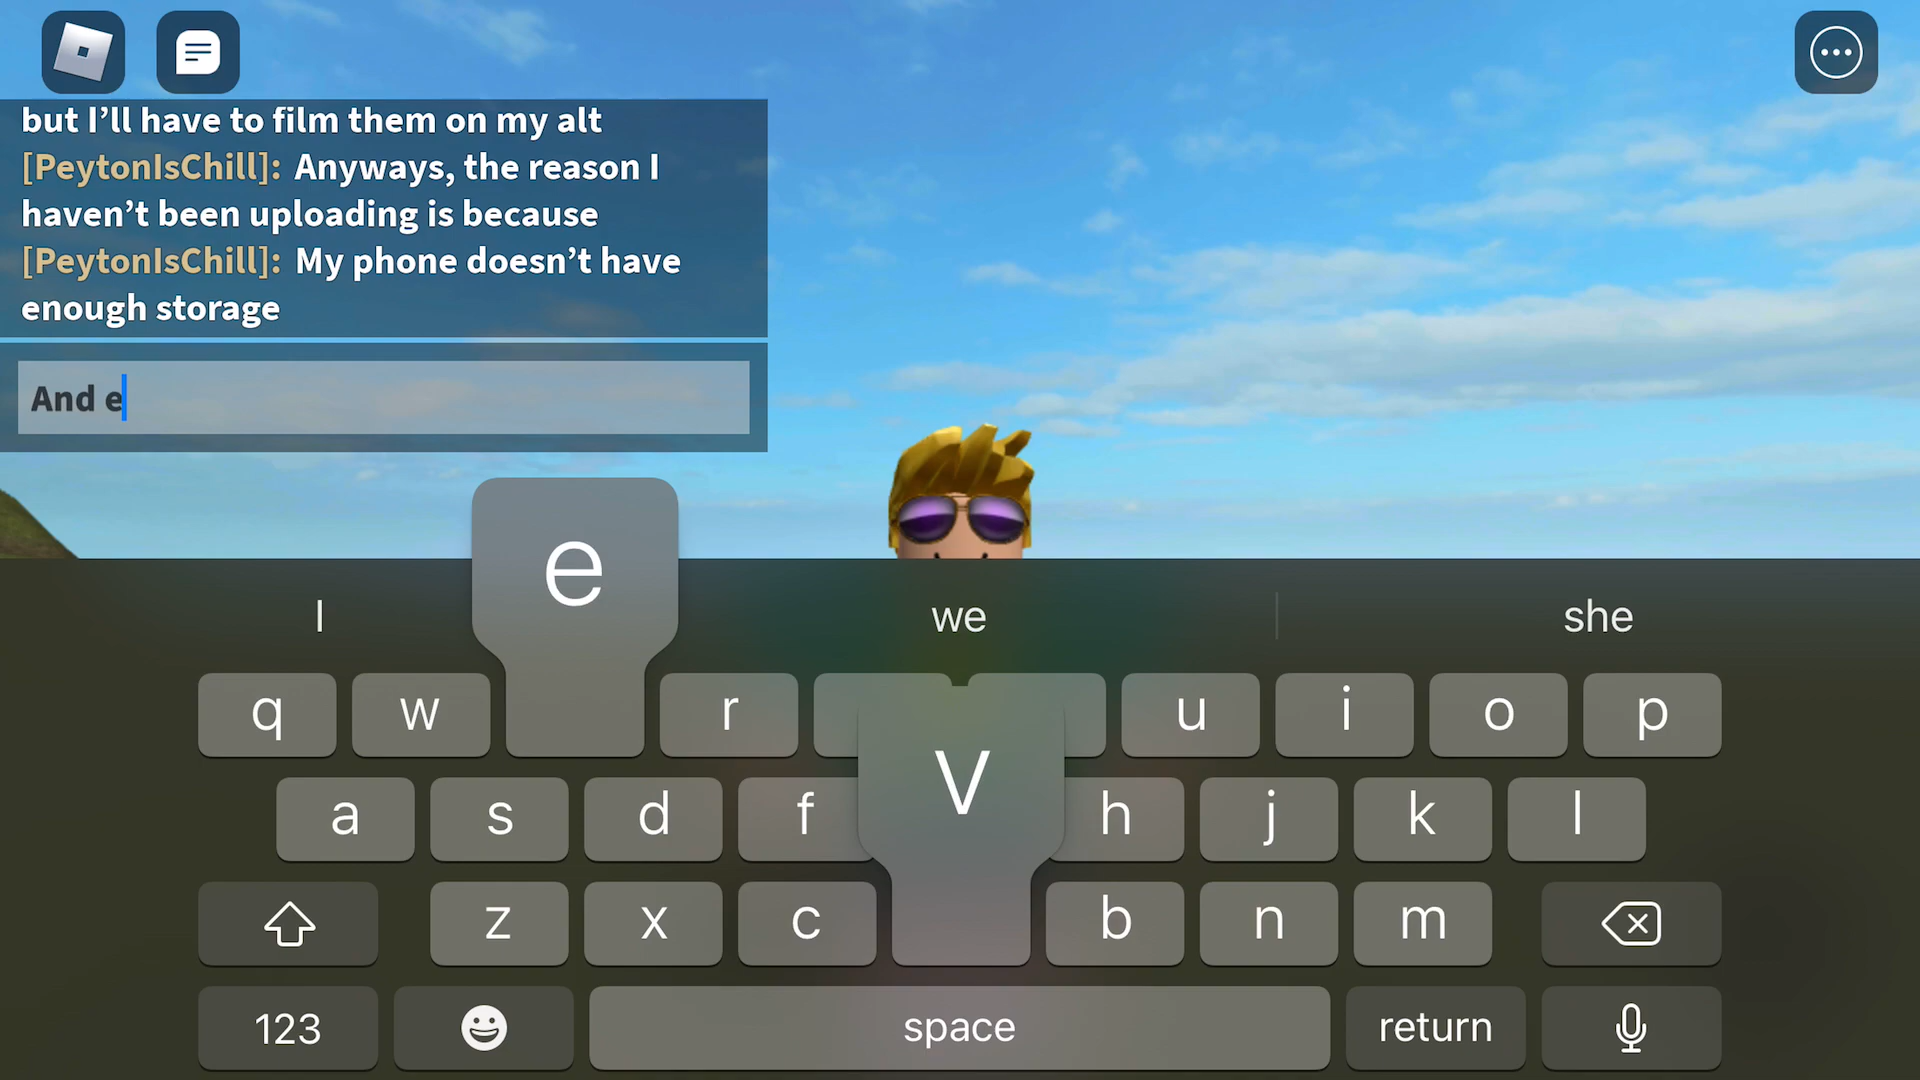 but I’ll have to film them on my alt
[PeytonIsChill]: Anyways, the reason I
haven’t been uploading is because
[PeytonIsChill]: My phone doesn’t have
enough storage
And e
e
I we she
q w r u i o p
v
a s d f h j k l
z x c b n m
123 space return